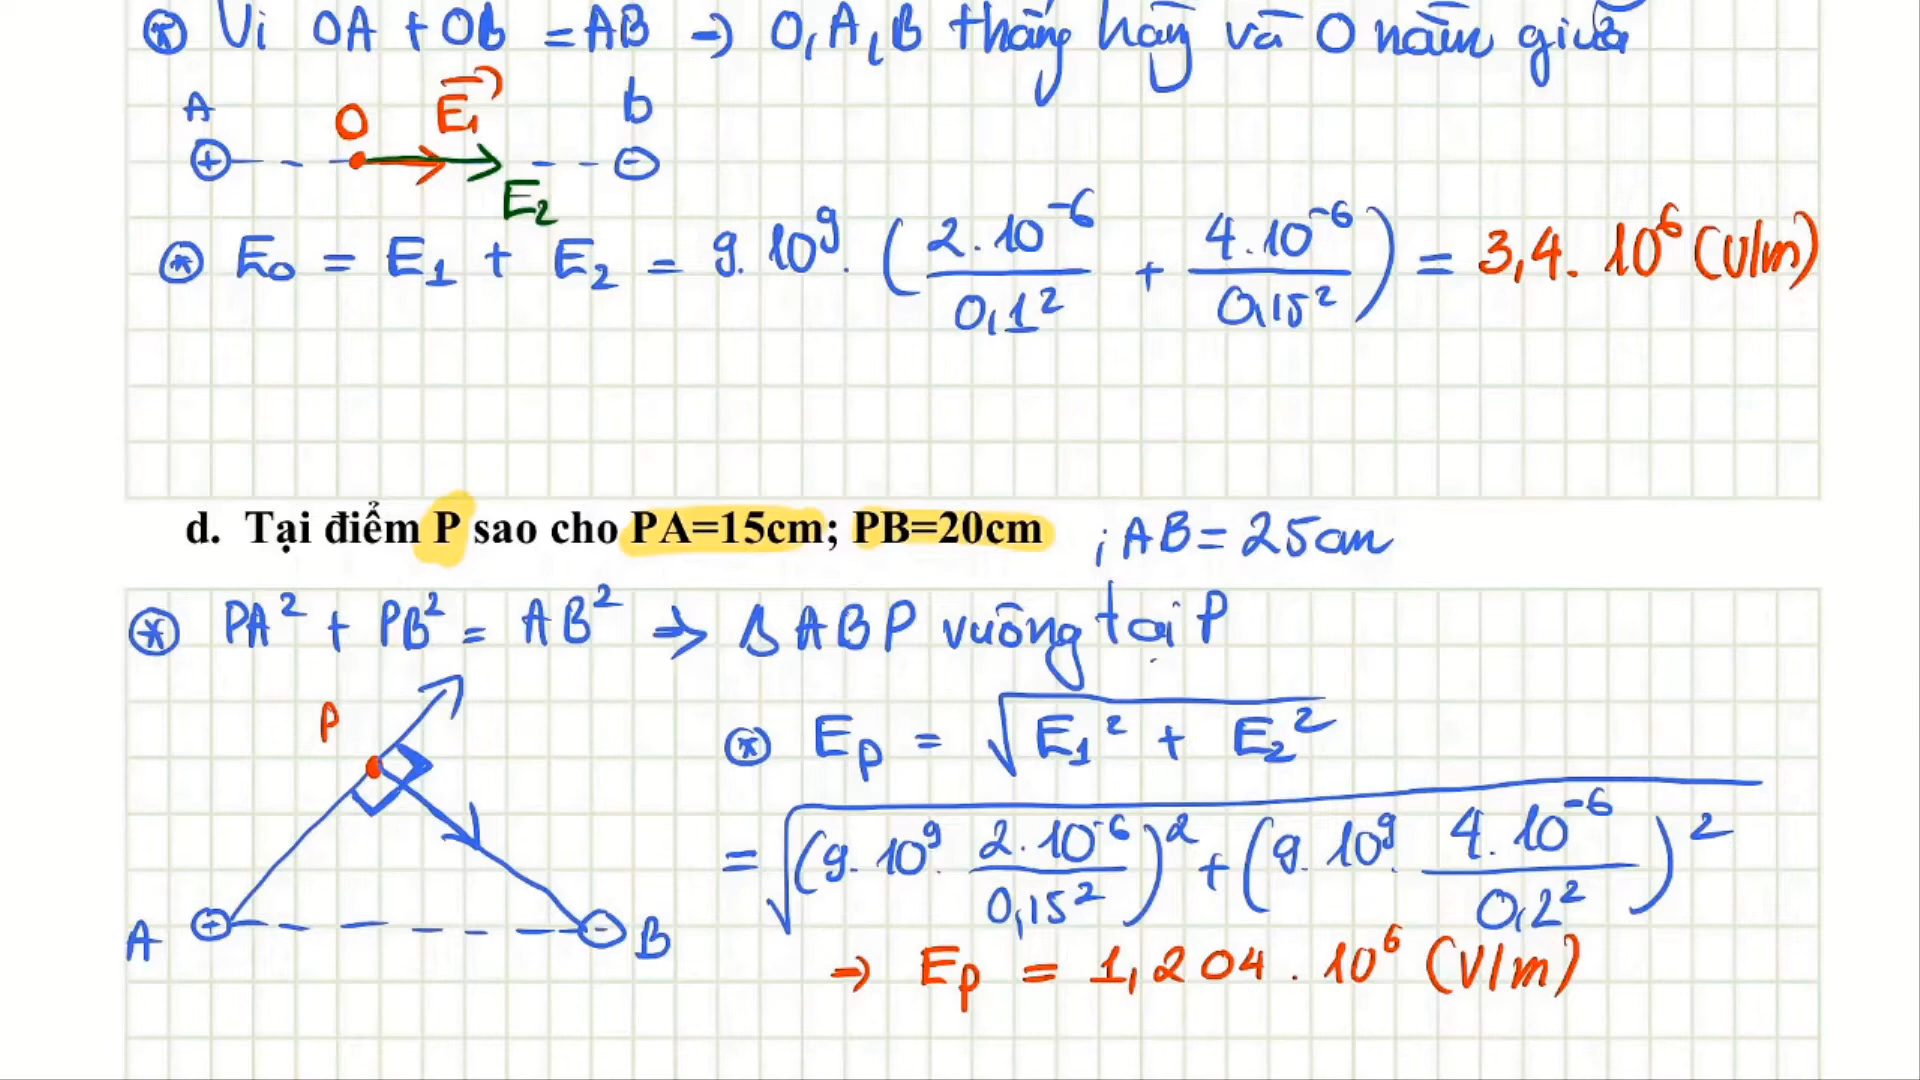 ⊛ Vì OA + OB = AB → O, A, B thẳng hàng và O nằm giữa
A O E₁ B
+ -
E₂
⊛ E₀ = E₁ + E₂ = 9.10⁹. (2.10⁻⁶/0,1² + 4.10⁻⁶/0,15²) = 3,4.10⁶ (V/m)
d. Tại điểm P sao cho PA=15cm; PB=20cm ; AB = 25cm
⊛ PA² + PB² = AB² → Δ ABP vuông tại P
P
⊛ Eₚ = √(E₁² + E₂²)
= √((9.10⁹. 2.10⁻⁶/0,15²)² + (9.10⁹. 4.10⁻⁶/0,2²)²)
A + - B
→ Eₚ = 1,204.10⁶ (V/m)